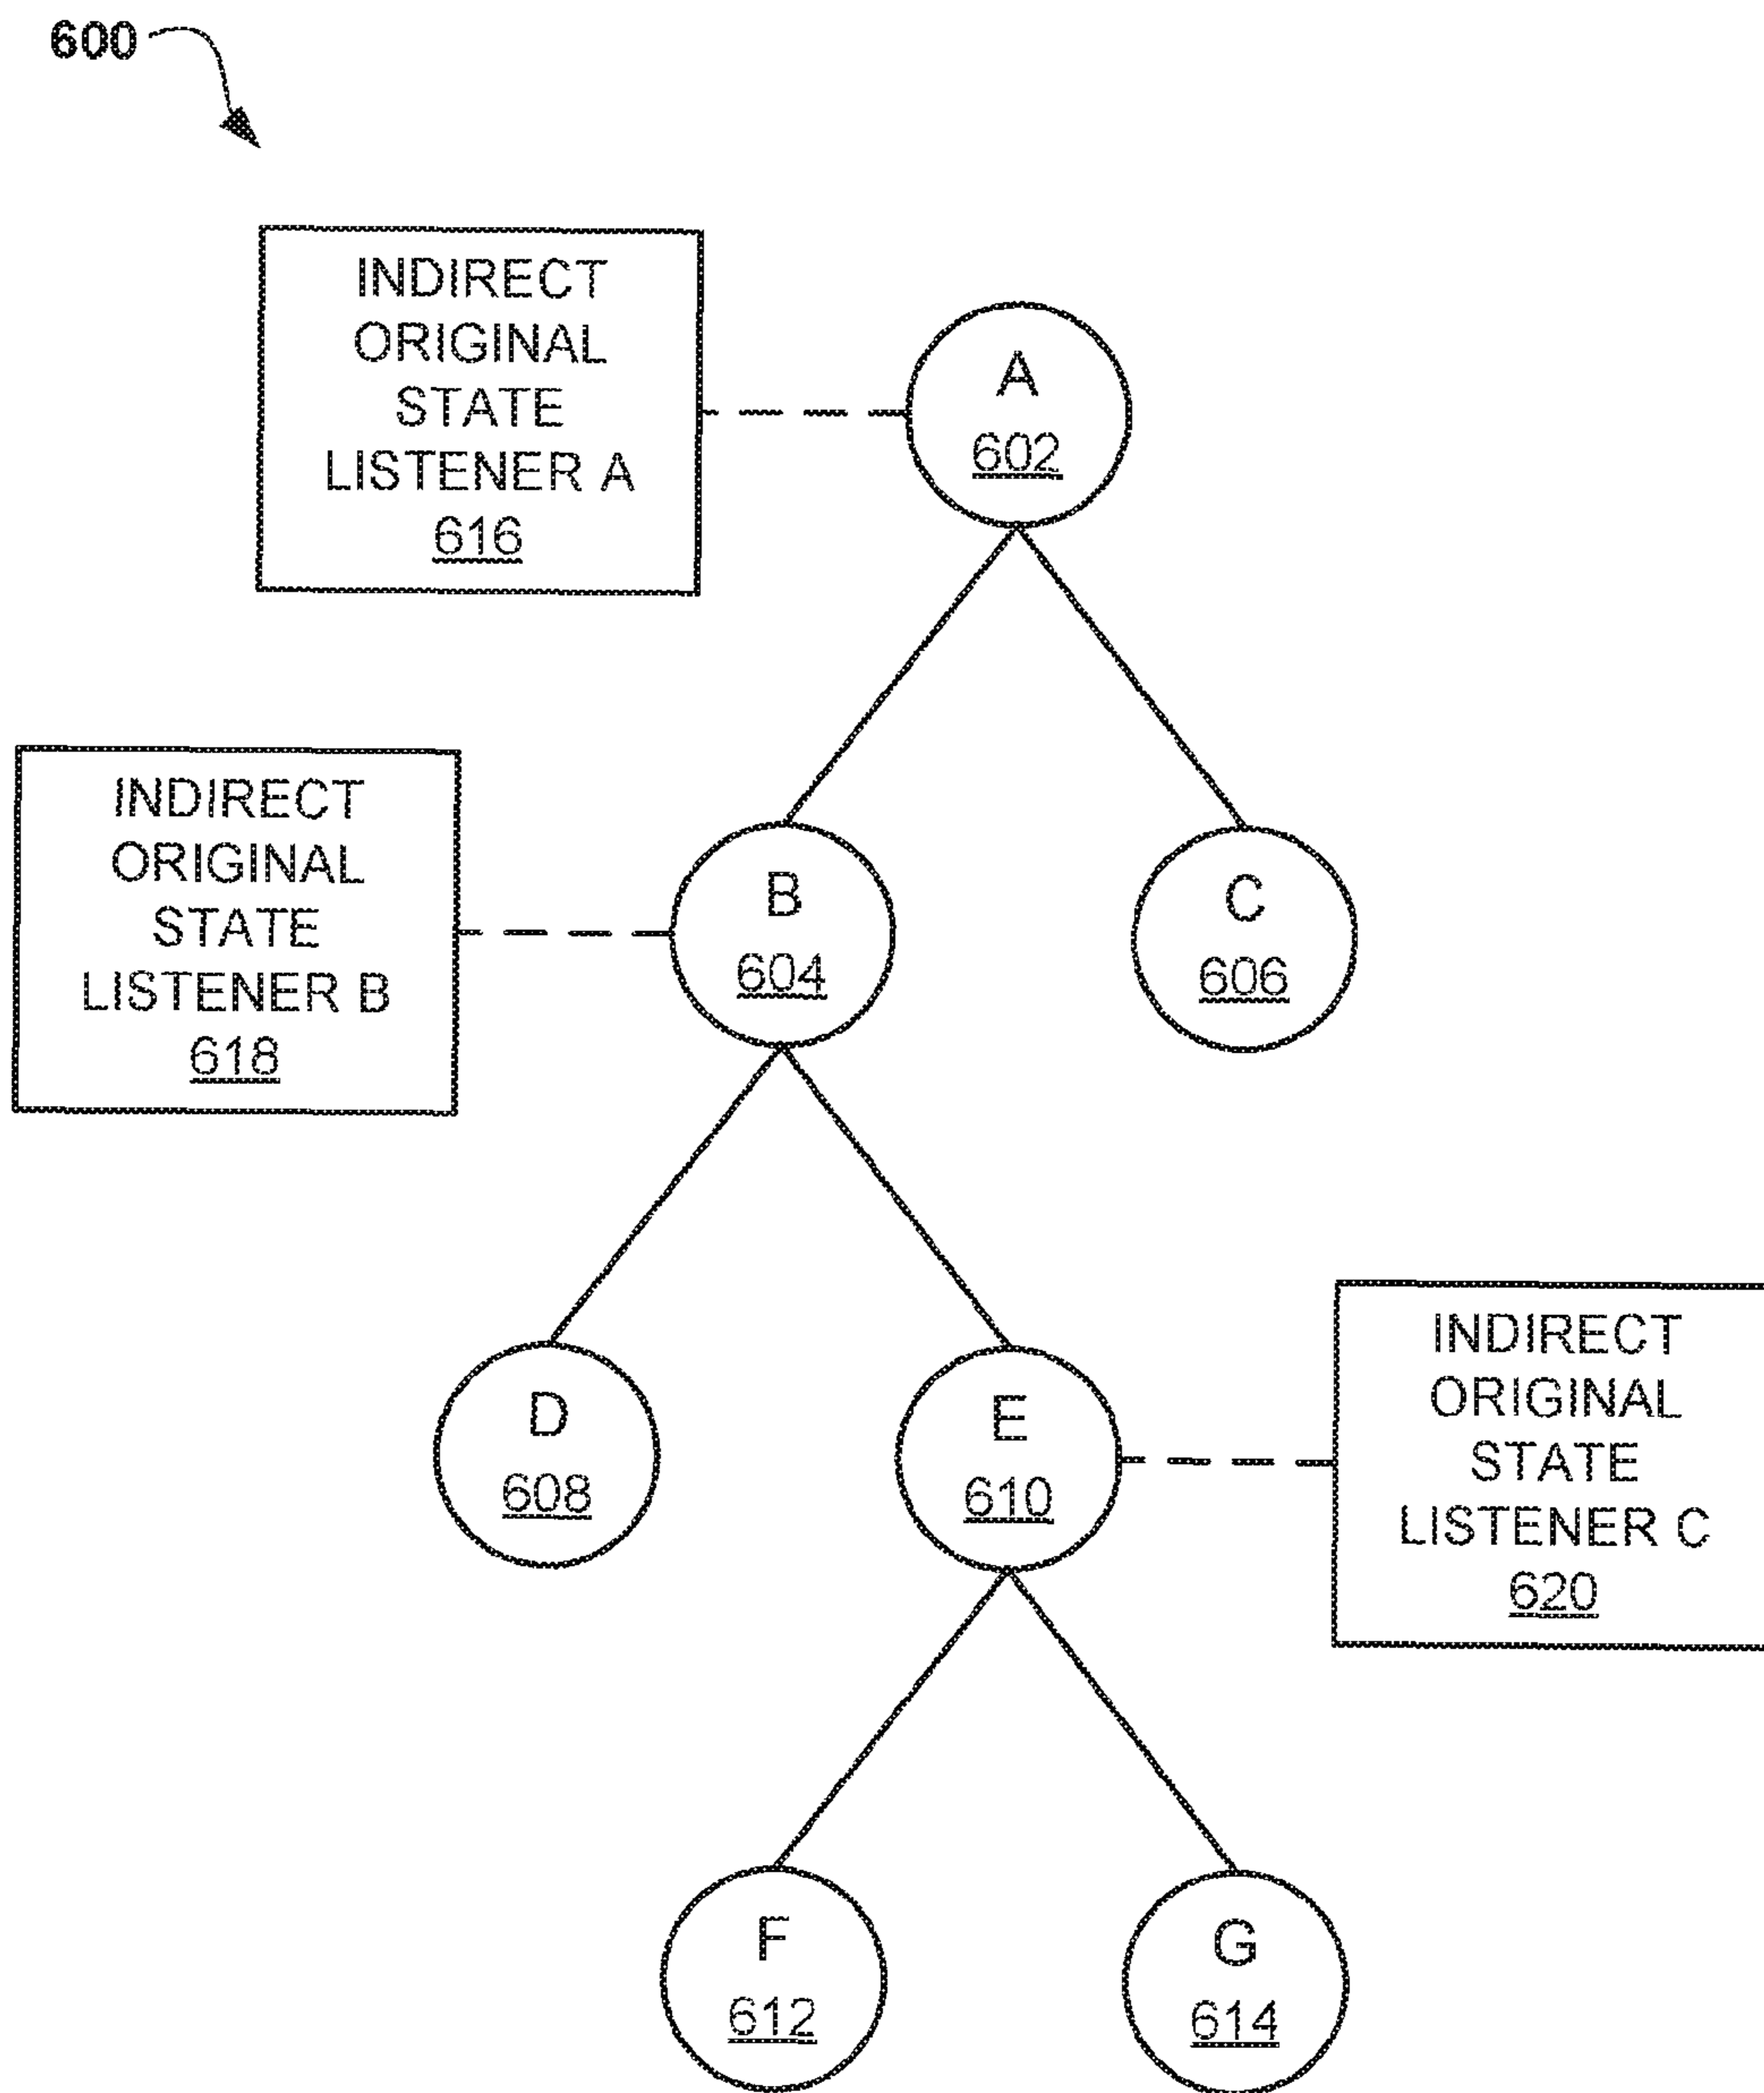 600
INDIRECT
ORIGINAL
STATE
LISTENER A
616
A
602
INDIRECT
ORIGINAL
STATE
LISTENER B
618
B
604
C
606
D
608
E
610
INDIRECT
ORIGINAL
STATE
LISTENER C
620
F
612
G
614